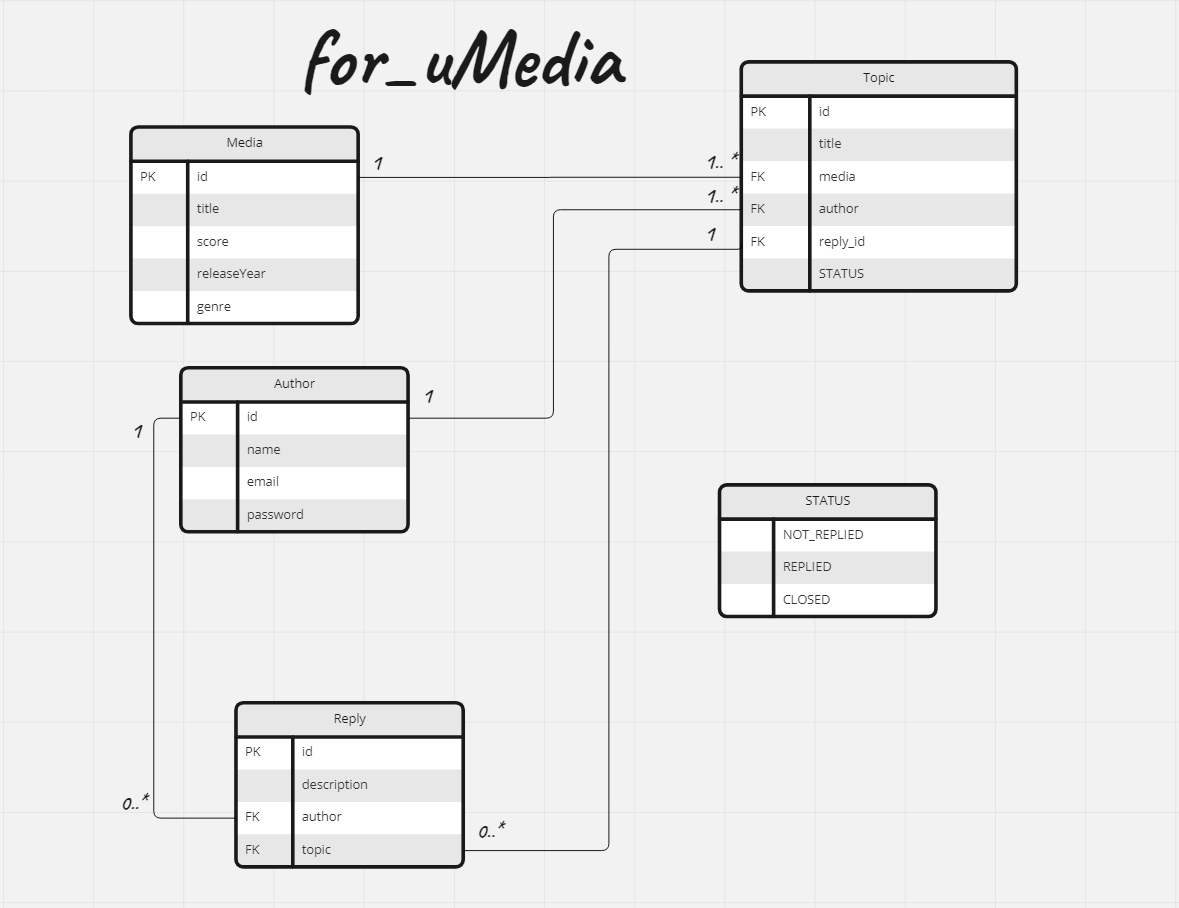 for_uMedia
Media
PK id
title
score
releaseYear
genre
1
1.. *
Topic
PK id
title
FK media
FK author
FK reply_id
STATUS
1.. *
1
Author
PK id
name
email
password
1
1
STATUS
NOT_REPLIED
REPLIED
CLOSED
Reply
PK id
description
FK author
FK topic
0..*
0..*